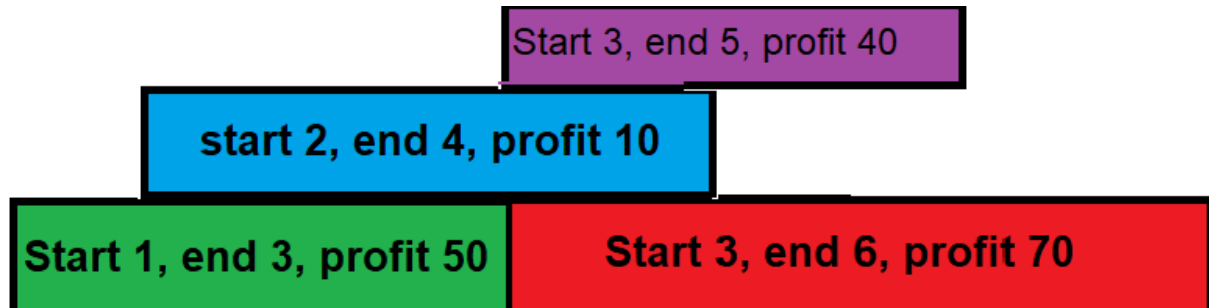 Start 3, end 5, profit 40
start 2, end 4, profit 10
Start 1, end 3, profit 50
Start 3, end 6, profit 70